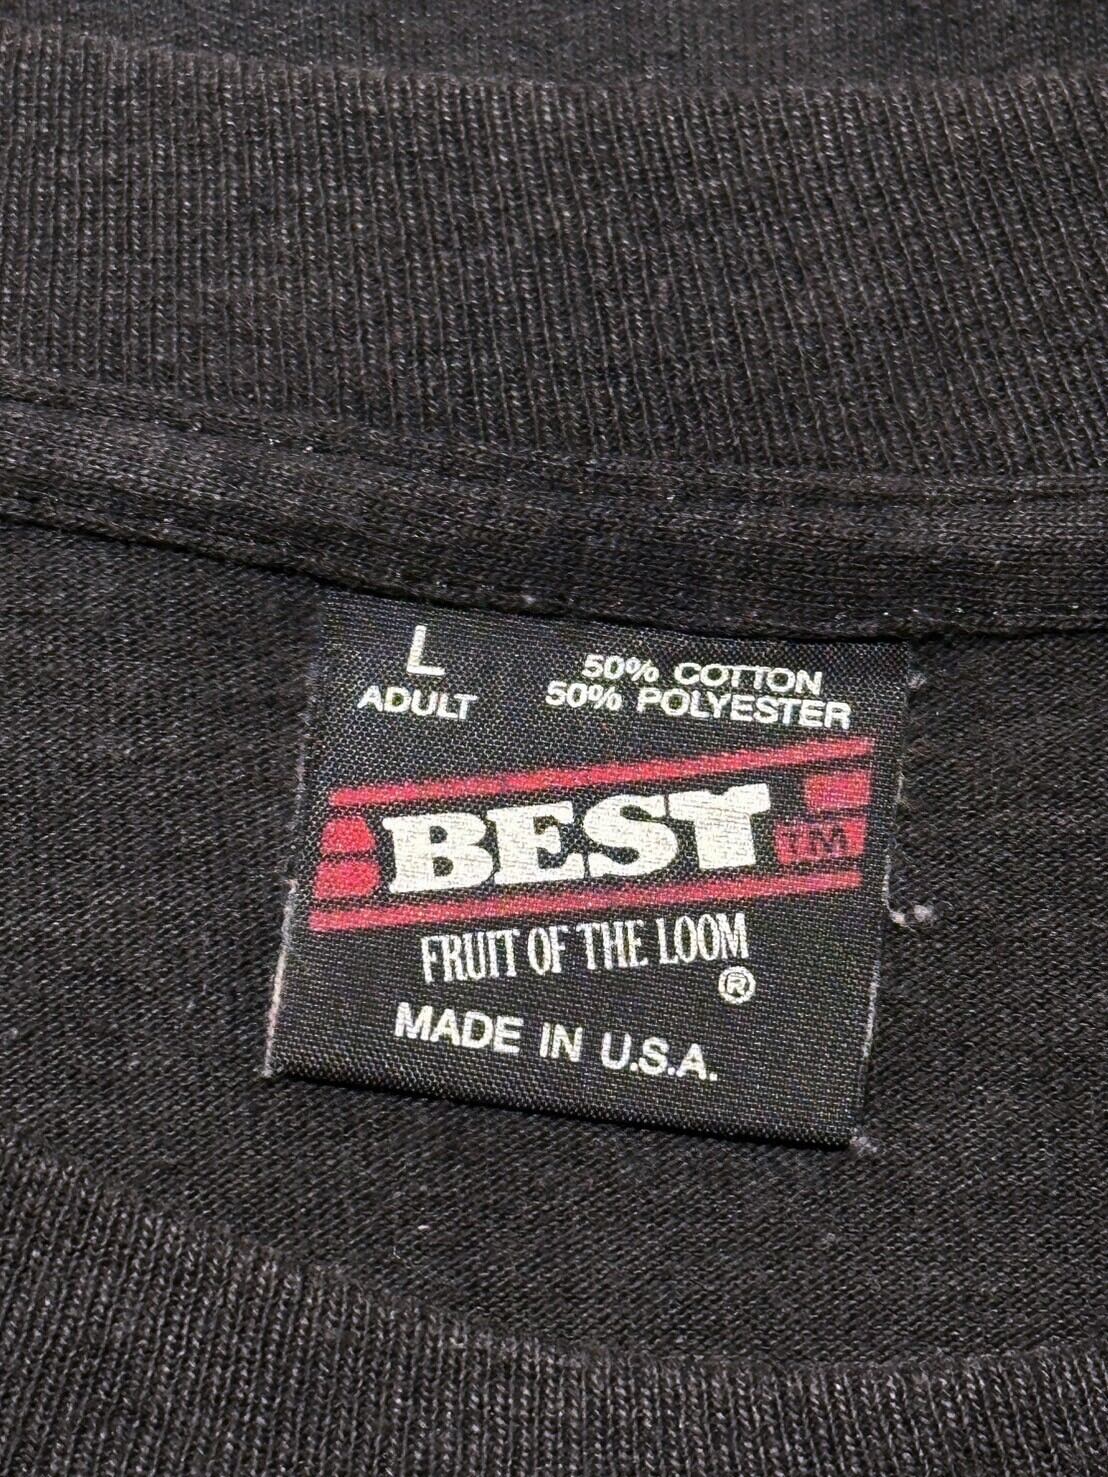 L
ADULT
50% COTTON
50% POLYESTER
BEST
TM
FRUIT OF THE LOOM
®
MADE IN U.S.A.